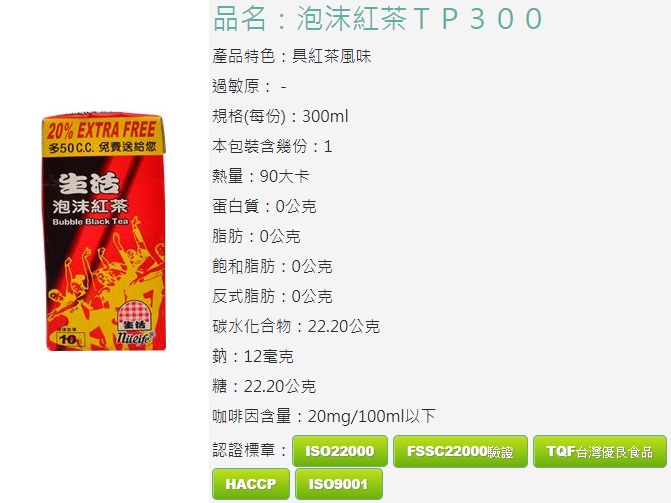 品名：泡沫紅茶ＴＰ３００
產品特色：具紅茶風味
過敏原： -
規格(每份)：300ml
本包裝含幾份：1
熱量：90大卡
蛋白質：0公克
脂肪：0公克
飽和脂肪：0公克
反式脂肪：0公克
碳水化合物：22.20公克
鈉：12毫克
糖：22.20公克
咖啡因含量：20mg/100ml以下
認證標章： ISO22000 FSSC22000驗證 TQF台灣優良食品
HACCP ISO9001
20% EXTRA FREE
多50C.C. 免費送給您
生活
泡沫紅茶
Bubble Black Tea
生活
10